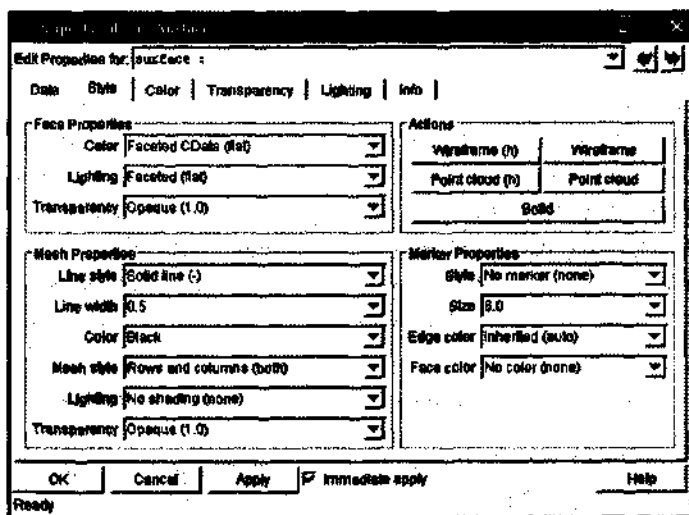 Edit Properties for: surface :
Data Style Color Transparency Lighting Info
Face Properties
Color Faceted CData (flat)
Lighting Faceted (flat)
Transparency Opaque (1.0)
Actions
Wireframe (h) Wireframe
Point cloud (h) Point cloud
Solid
Mesh Properties
Line style Solid line (-)
Line width 0.5
Color Black
Mesh style Rows and columns (both)
Lighting No shading (none)
Transparency Opaque (1.0)
Marker Properties
Style No marker (none)
Size 6.0
Edge color Inherited (auto)
Face color No color (none)
OK Cancel Apply Immediate apply Help
Ready